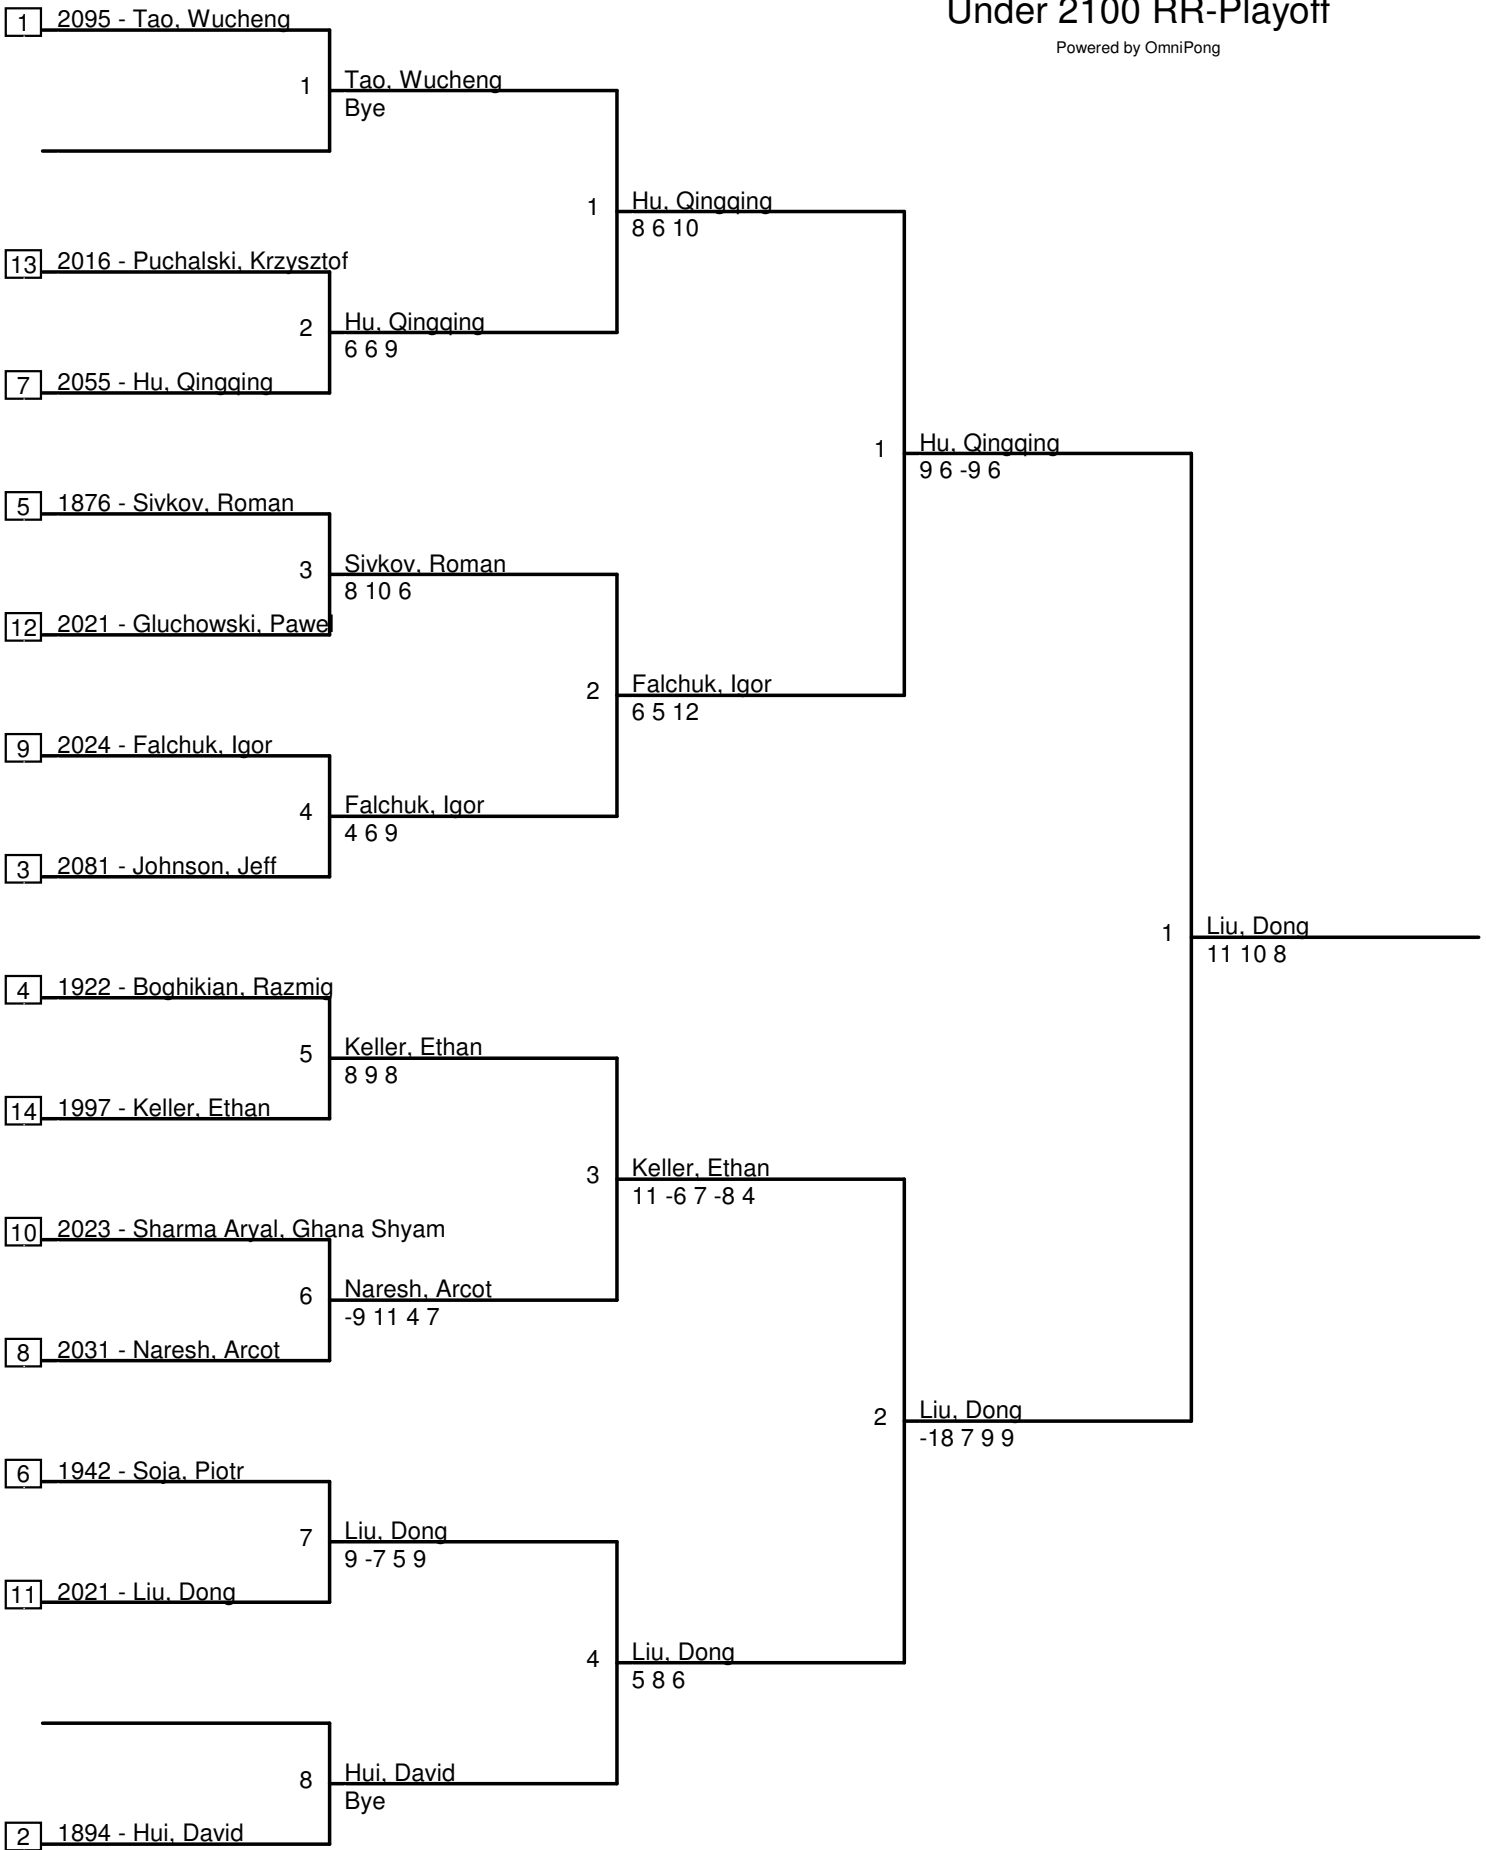 Under 2100 RR-Playoff
Powered by OmniPong
1 2095 - Tao, Wucheng
1 Tao, Wucheng
Bye
1 Hu, Qingqing
8 6 10
13 2016 - Puchalski, Krzysztof
2 Hu, Qingqing
6 6 9
7 2055 - Hu, Qingqing
1 Hu, Qingqing
9 6 -9 6
5 1876 - Sivkov, Roman
3 Sivkov, Roman
8 10 6
12 2021 - Gluchowski, Pawel
2 Falchuk, Igor
6 5 12
9 2024 - Falchuk, Igor
4 Falchuk, Igor
4 6 9
3 2081 - Johnson, Jeff
1 Liu, Dong
11 10 8
4 1922 - Boghikian, Razmig
5 Keller, Ethan
8 9 8
14 1997 - Keller, Ethan
3 Keller, Ethan
11 -6 7 -8 4
10 2023 - Sharma Aryal, Ghana Shyam
6 Naresh, Arcot
-9 11 4 7
8 2031 - Naresh, Arcot
2 Liu, Dong
-18 7 9 9
6 1942 - Soja, Piotr
7 Liu, Dong
9 -7 5 9
11 2021 - Liu, Dong
4 Liu, Dong
5 8 6
8 Hui, David
Bye
2 1894 - Hui, David